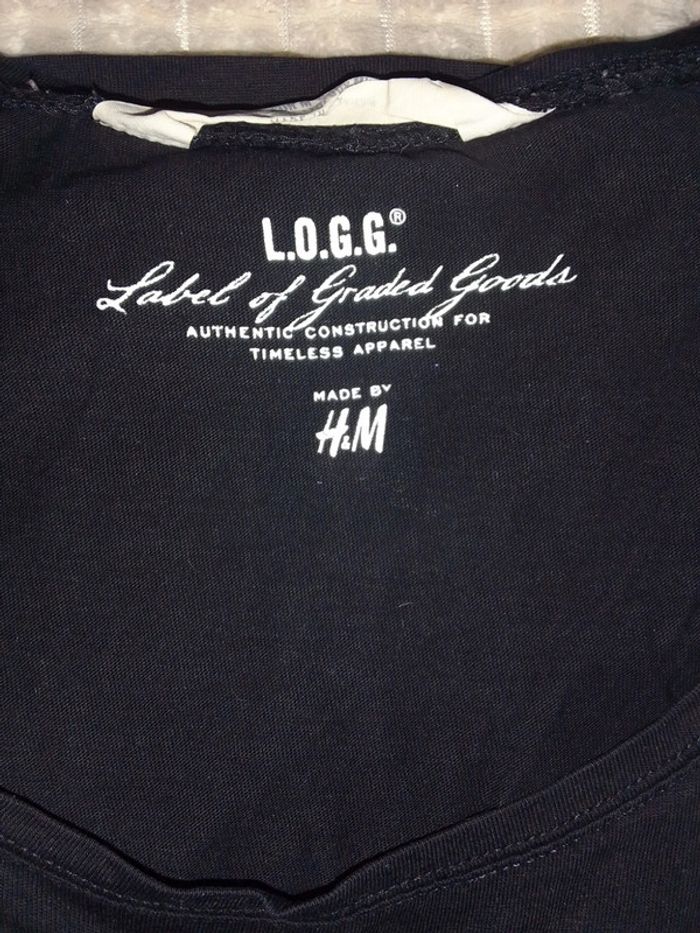 L.O.G.G.®
Label of Graded Goods
AUTHENTIC CONSTRUCTION FOR
TIMELESS APPAREL
MADE BY
H&M